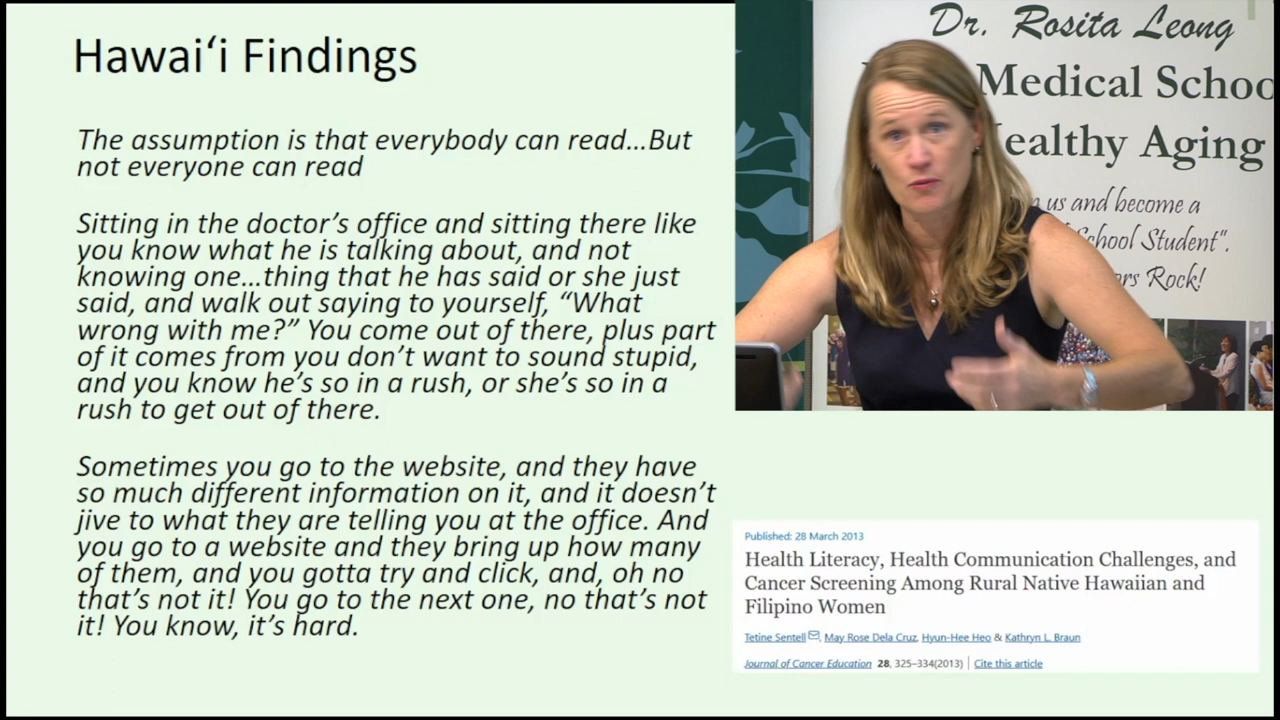 Hawai‘i Findings
The assumption is that everybody can read…But
not everyone can read
Sitting in the doctor’s office and sitting there like
you know what he is talking about, and not
knowing one…thing that he has said or she just
said, and walk out saying to yourself, “What
wrong with me?” You come out of there, plus part
of it comes from you don’t want to sound stupid,
and you know he’s so in a rush, or she’s so in a
rush to get out of there.
Sometimes you go to the website, and they have
so much different information on it, and it doesn’t
jive to what they are telling you at the office. And
you go to a website and they bring up how many
of them, and you gotta try and click, and, oh no
that’s not it! You go to the next one, no that’s not
it! You know, it’s hard.
Dr. Rosita Leong
Medical Schoo
ealthy Aging
us and become a
School Student".
ors Rock!
Published: 28 March 2013
Health Literacy, Health Communication Challenges, and
Cancer Screening Among Rural Native Hawaiian and
Filipino Women
Tetine Sentell, May Rose Dela Cruz, Hyun-Hee Heo & Kathryn L. Braun
Journal of Cancer Education 28, 325–334(2013) | Cite this article